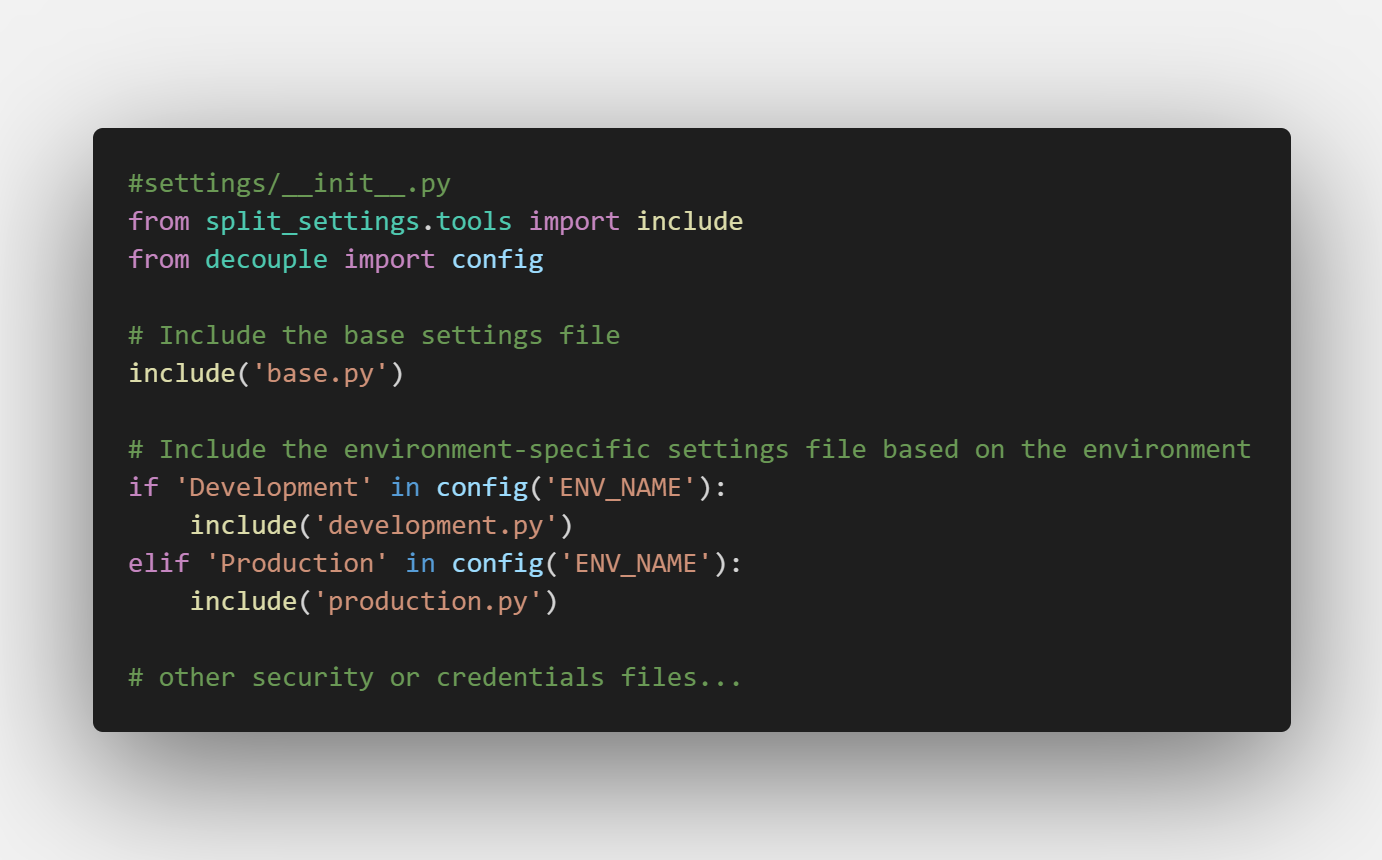 #settings/__init__.py
from split_settings.tools import include
from decouple import config

# Include the base settings file
include('base.py')

# Include the environment-specific settings file based on the environment
if 'Development' in config('ENV_NAME'):
    include('development.py')
elif 'Production' in config('ENV_NAME'):
    include('production.py')

# other security or credentials files...